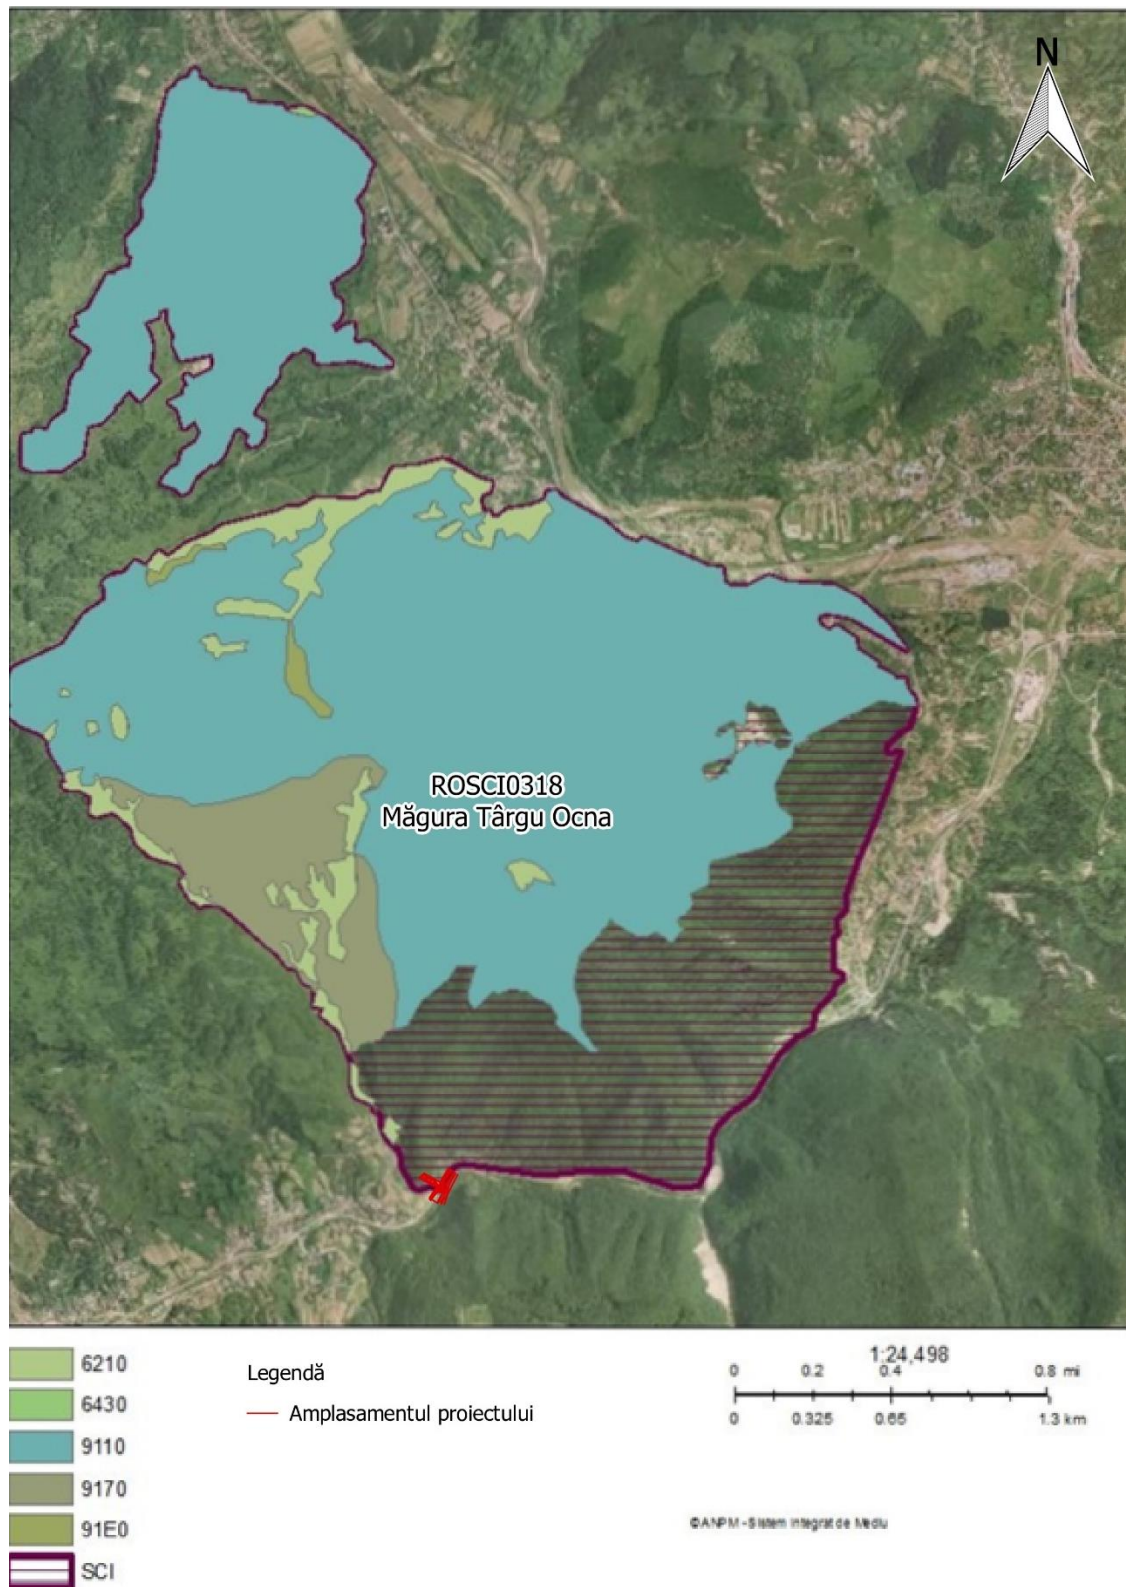 N
ROSCI0318
Măgura Târgu Ocna
6210
6430
9110
9170
91E0
SCI
Legendă
Amplasamentul proiectului
1:24,498
0 0.2 0.4 0.8 mi
0 0.325 0.65 1.3 km
©ANPM - Sistem Integrat de Mediu